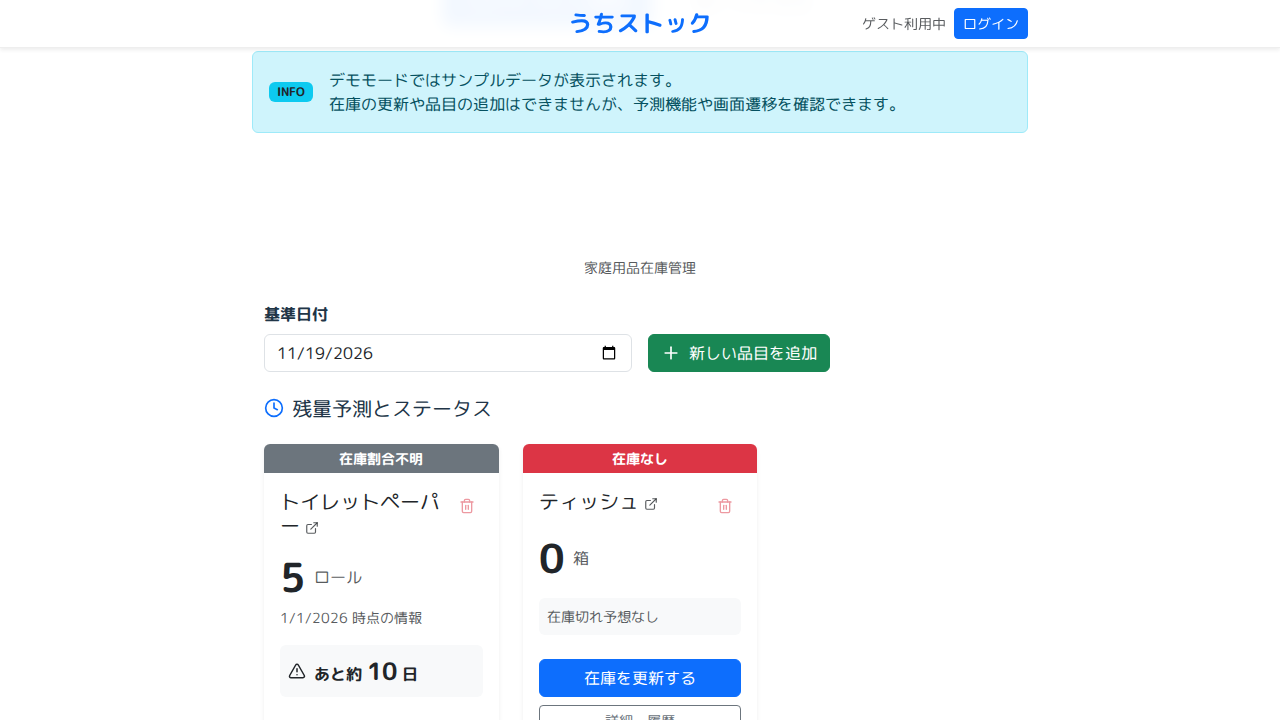 うちストック
ゲスト利用中
ログイン
INFO
デモモードではサンプルデータが表示されます。
在庫の更新や品目の追加はできませんが、予測機能や画面遷移を確認できます。
家庭用品在庫管理
基準日付
11/19/2026
新しい品目を追加
残量予測とステータス
在庫割合不明
トイレットペーパ
ー
5 ロール
1/1/2026 時点の情報
あと約 10 日
在庫なし
ティッシュ
0 箱
在庫切れ予想なし
在庫を更新する
詳細・履歴